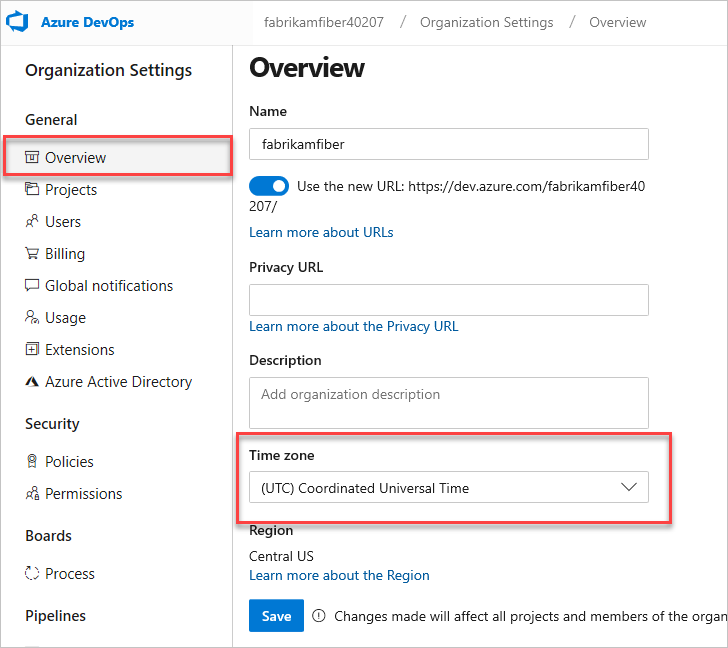 Azure DevOps
fabrikamfiber40207 / Organization Settings / Overview
Organization Settings
General
Overview
Projects
Users
Billing
Global notifications
Usage
Extensions
Azure Active Directory
Security
Policies
Permissions
Boards
Process
Pipelines
Overview
Name
fabrikamfiber
Use the new URL: https://dev.azure.com/fabrikamfiber40
207/
Learn more about URLs
Privacy URL
Learn more about the Privacy URL
Description
Add organization description
Time zone
(UTC) Coordinated Universal Time
Region
Central US
Learn more about the Region
Save
Changes made will affect all projects and members of the organ